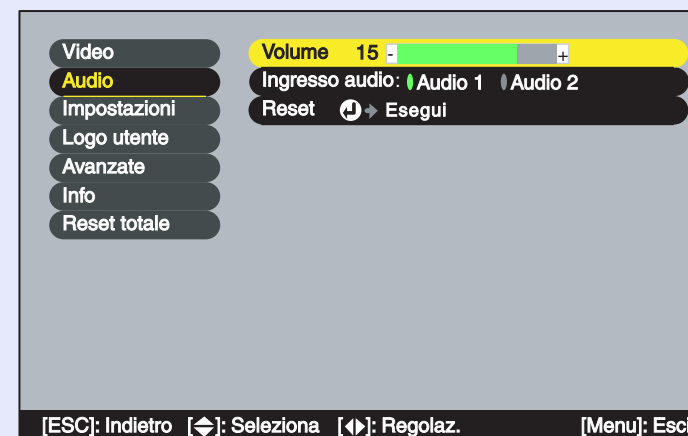 Video
Audio
Impostazioni
Logo utente
Avanzate
Info
Reset totale
Volume 15 - +
Ingresso audio: Audio 1 Audio 2
Reset Esegui
[ESC]: Indietro [ ]: Seleziona [ ]: Regolaz. [Menu]: Esci